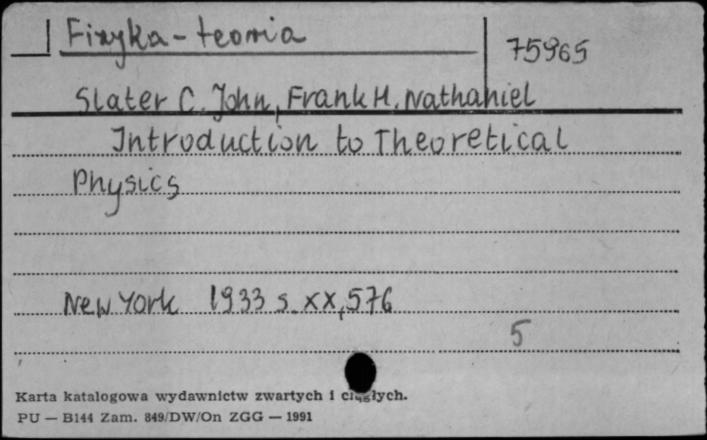 Fizyka - teoria
75965
Slater C. John, Frank H. Nathaniel
Introduction to Theoretical
Physics
New York 1933 s. XX, 576
5
Karta katalogowa wydawnictw zwartych i ciągłych.
PU — B144 Zam. 849/DW/On ZGG — 1991